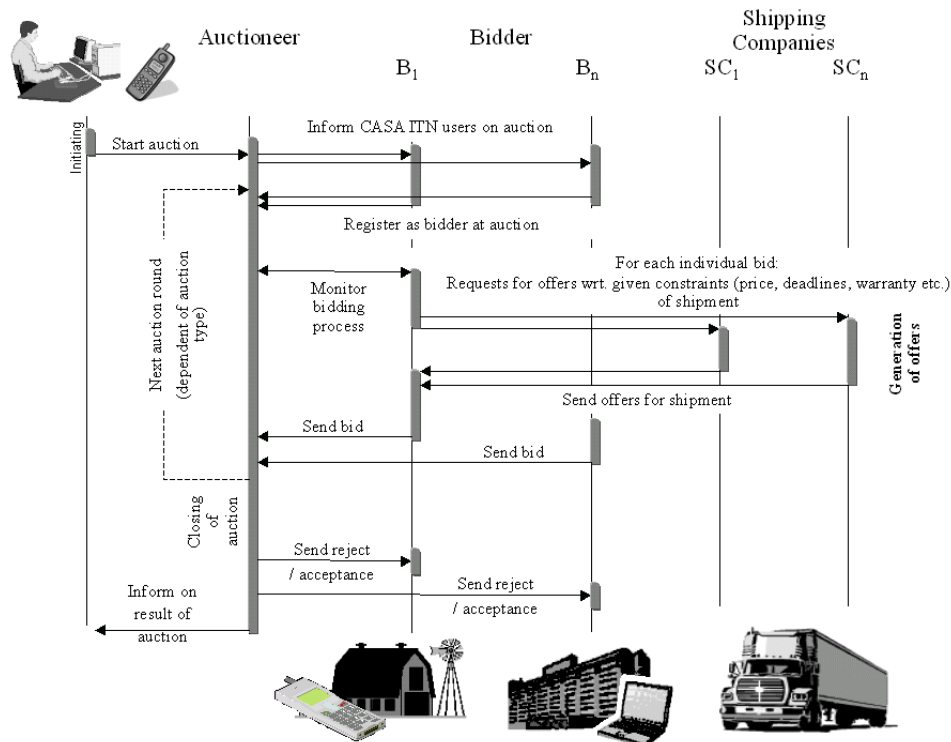 Shipping
Auctioneer
Bidder
Companies
B1
Bn
SC1
SCn
Initiating
Start auction
Inform CASA ITN users on auction
Register as bidder at auction
Next auction round
(dependent of auction
type)
Monitor
bidding
process
For each individual bid:
Requests for offers wrt. given constraints (price, deadlines, warranty etc.)
of shipment
Generation
of offers
Send offers for shipment
Send bid
Send bid
Closing
of
auction
Send reject
/ acceptance
Send reject
/ acceptance
Inform on
result of
auction